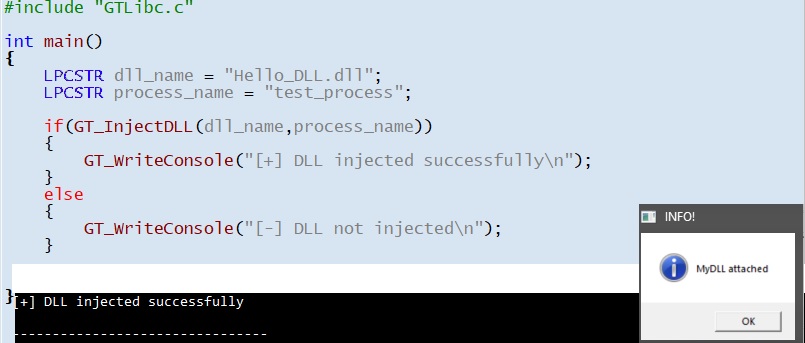 #include "GTLibc.c"
int main()
{
LPCSTR dll_name = "Hello_DLL.dll";
LPCSTR process_name = "test_process";
if(GT_InjectDLL(dll_name,process_name))
{
GT_WriteConsole("[+] DLL injected successfully\n");
}
else
{
GT_WriteConsole("[-] DLL not injected\n");
}
}
[+] DLL injected successfully
-------------------------------
INFO!
MyDLL attached
OK